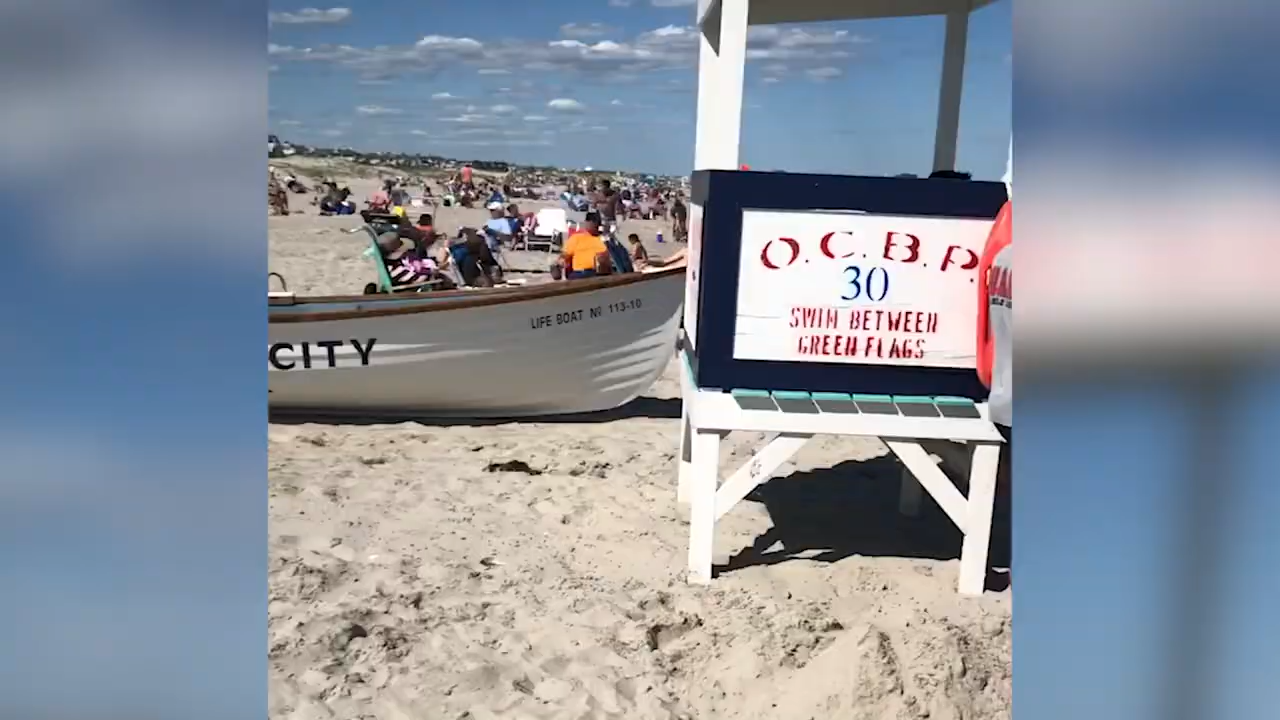 O.C.B.P.
30
SWIM BETWEEN
GREEN FLAGS
LIFE BOAT Nº 113-10
CITY